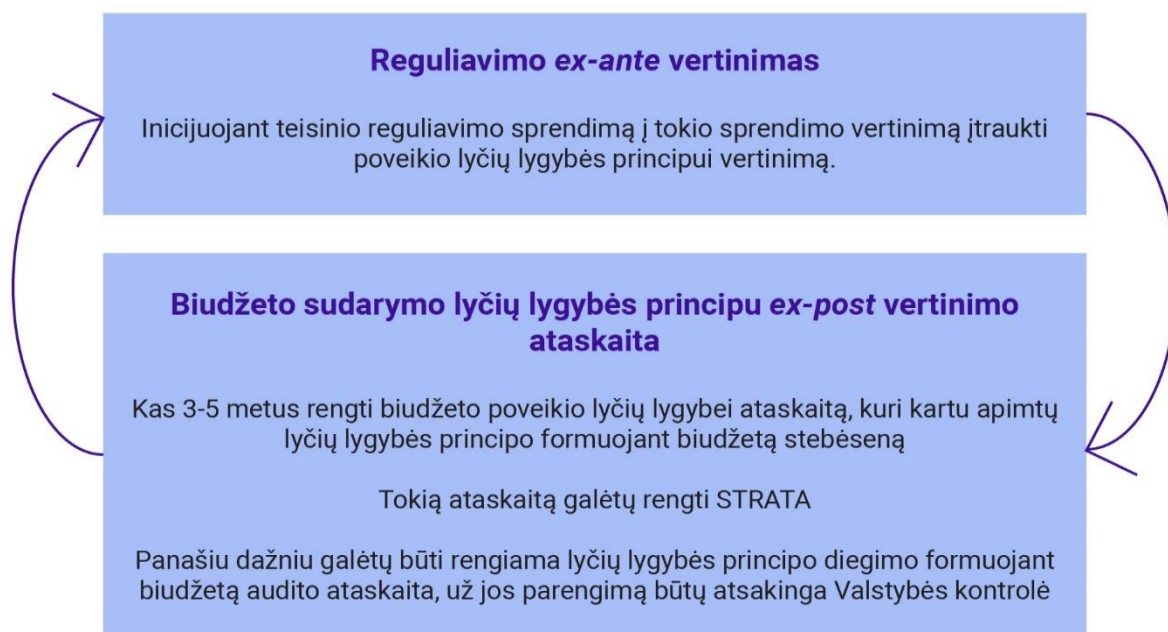 Reguliavimo ex-ante vertinimas
Inicijuojant teisinio reguliavimo sprendimą į tokio sprendimo vertinimą įtraukti
poveikio lyčių lygybės principui vertinimą.
Biudžeto sudarymo lyčių lygybės principu ex-post vertinimo
ataskaita
Kas 3-5 metus rengti biudžeto poveikio lyčių lygybei ataskaitą, kuri kartu apimtų
lyčių lygybės principo formuojant biudžetą stebėseną
Tokią ataskaitą galėtų rengti STRATA
Panašiu dažniu galėtų būti rengiama lyčių lygybės principo diegimo formuojant
biudžetą audito ataskaita, už jos parengimą būtų atsakinga Valstybės kontrolė